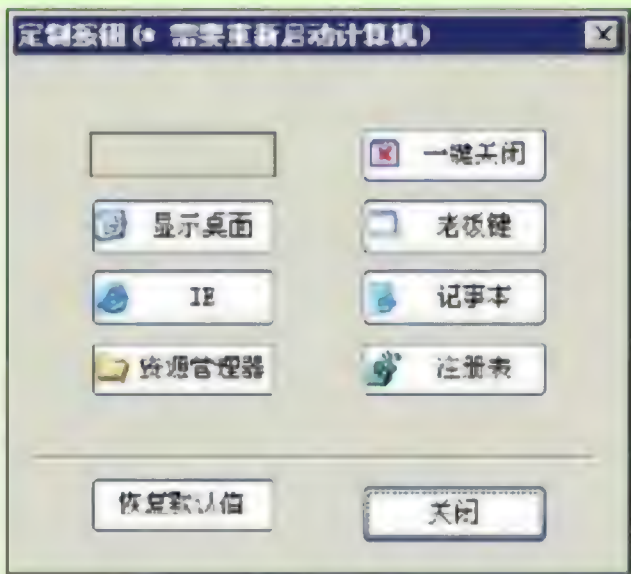 定制按钮(* 需要重新启动计算机)
一键关闭
显示桌面
老板键
IE
记事本
资源管理器
注册表
恢复默认值
关闭